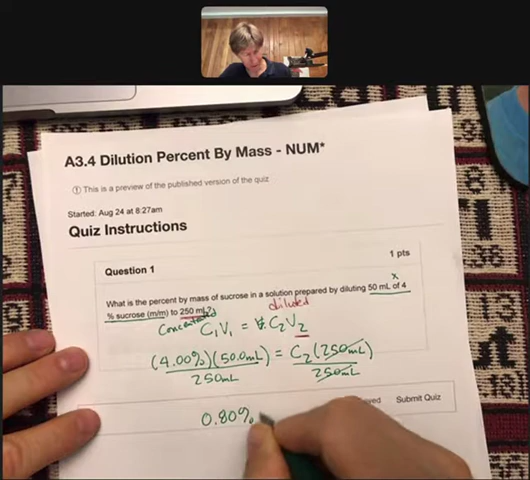 A3.4 Dilution Percent By Mass - NUM*
This is a preview of the published version of the quiz
Started: Aug 24 at 8:27am
Quiz Instructions
Question 1 1 pts
x
What is the percent by mass of sucrose in a solution prepared by diluting 50 mL of 4
% sucrose (m/m) to 250 mL?
diluted
Concentrated
C₁V₁ = C₂V₂
(4.00%)(50.0mL) = C₂(250mL)
250mL 250mL
Submit Quiz
0.80%